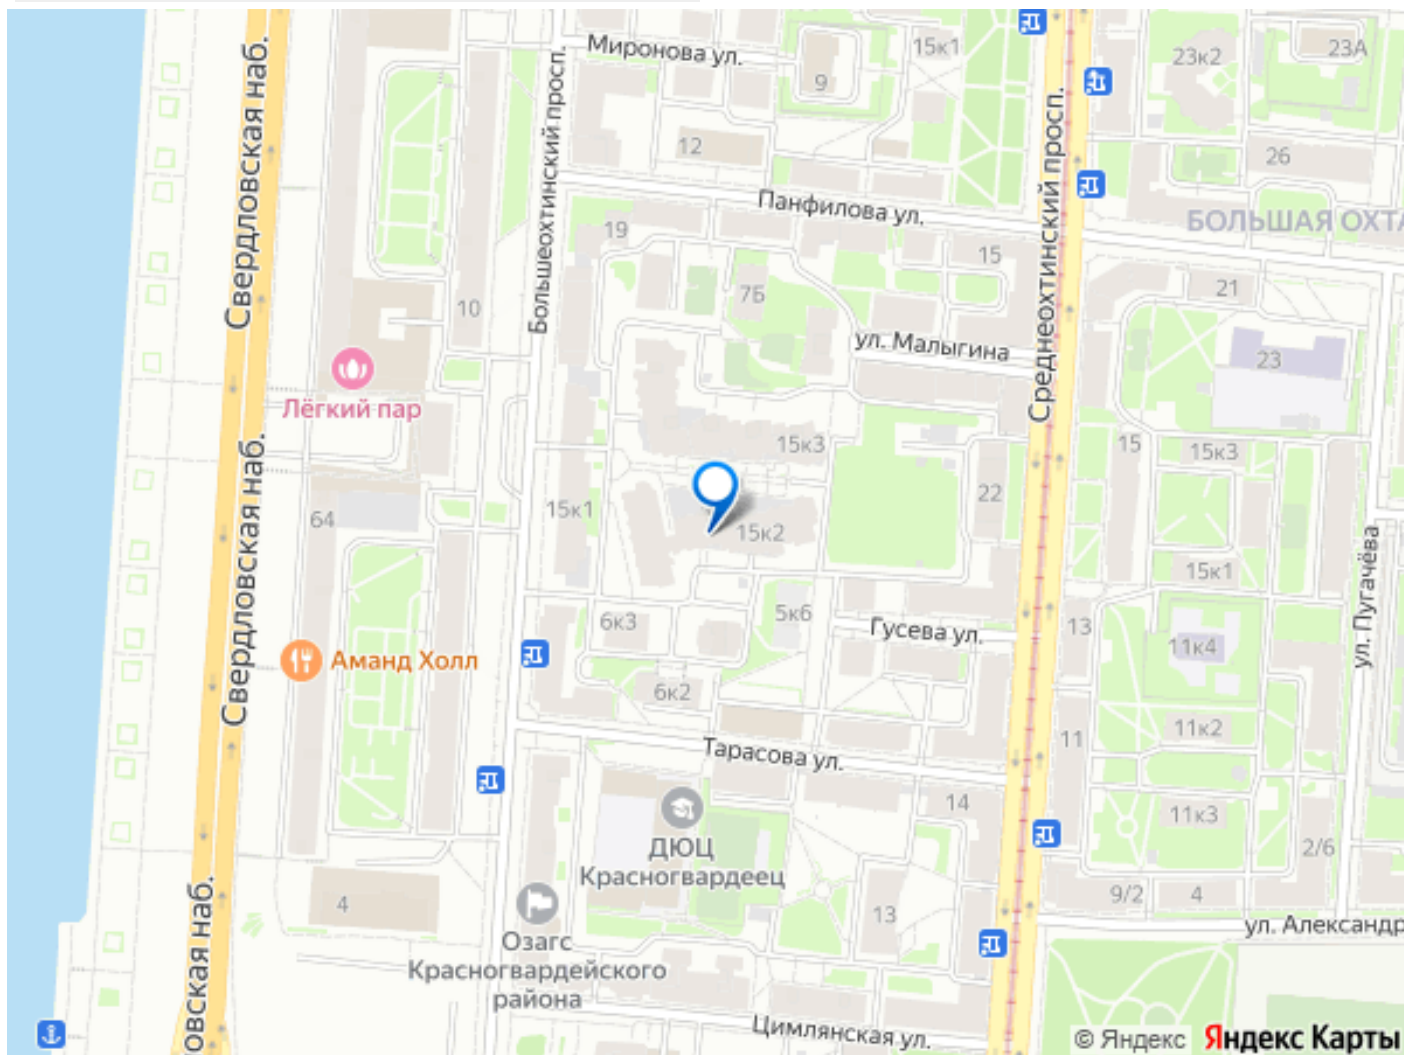 Миронова ул.
15к1
23к2
23А
9
12
26
Свердловская наб.
Большеохтинский просп.
Среднеохтинский просп.
Панфилова ул.
БОЛЬШАЯ ОХТА
19
15
7Б
21
10
ул. Малыгина
23
Лёгкий пар
15к3
15
15к3
Свердловская наб.
64
15к1
15к2
22
15к1
ул. Пугачёва
6к3
5к6
Гусева ул.
13
11к4
Аманд Холл
6к2
11к2
11
Тарасова ул.
14
11к3
ДЮЦ
Красногвардеец
2/6
4
13
9/2
4
ул. Александр
Озагс
Красногвардейского
района
овская наб.
Цимлянская ул.
© Яндекс Яндекс Карты